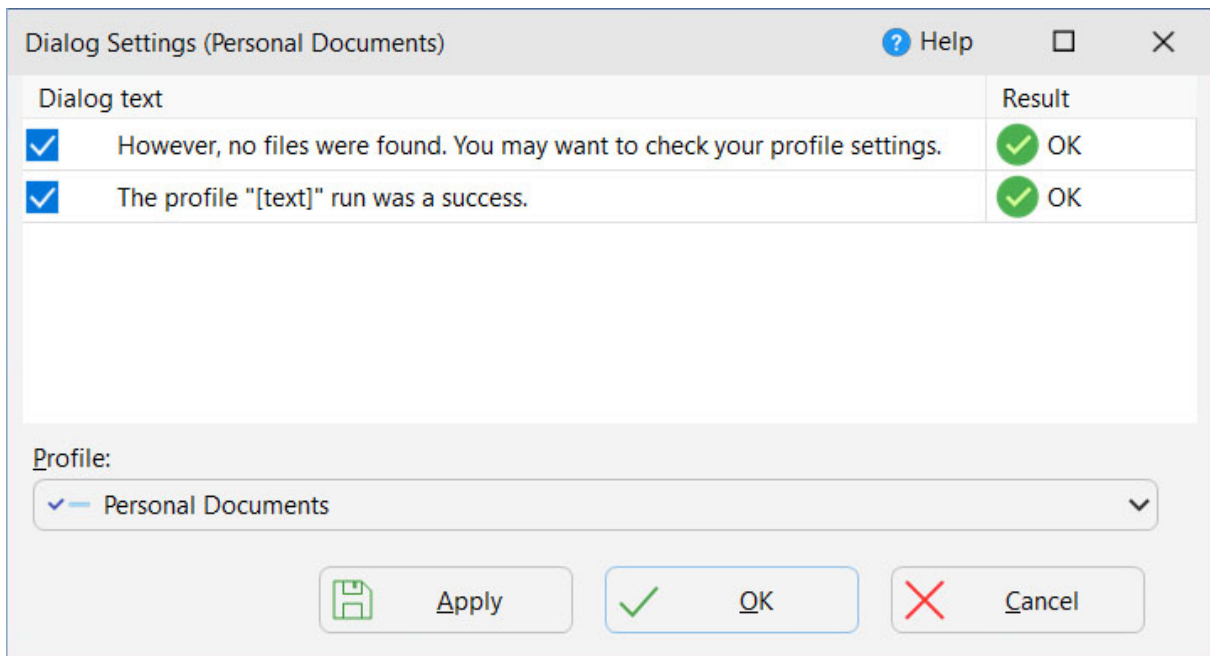 Dialog Settings (Personal Documents) Help
Dialog text Result
However, no files were found. You may want to check your profile settings. OK
The profile "[text]" run was a success. OK
Profile:
Personal Documents
Apply OK Cancel